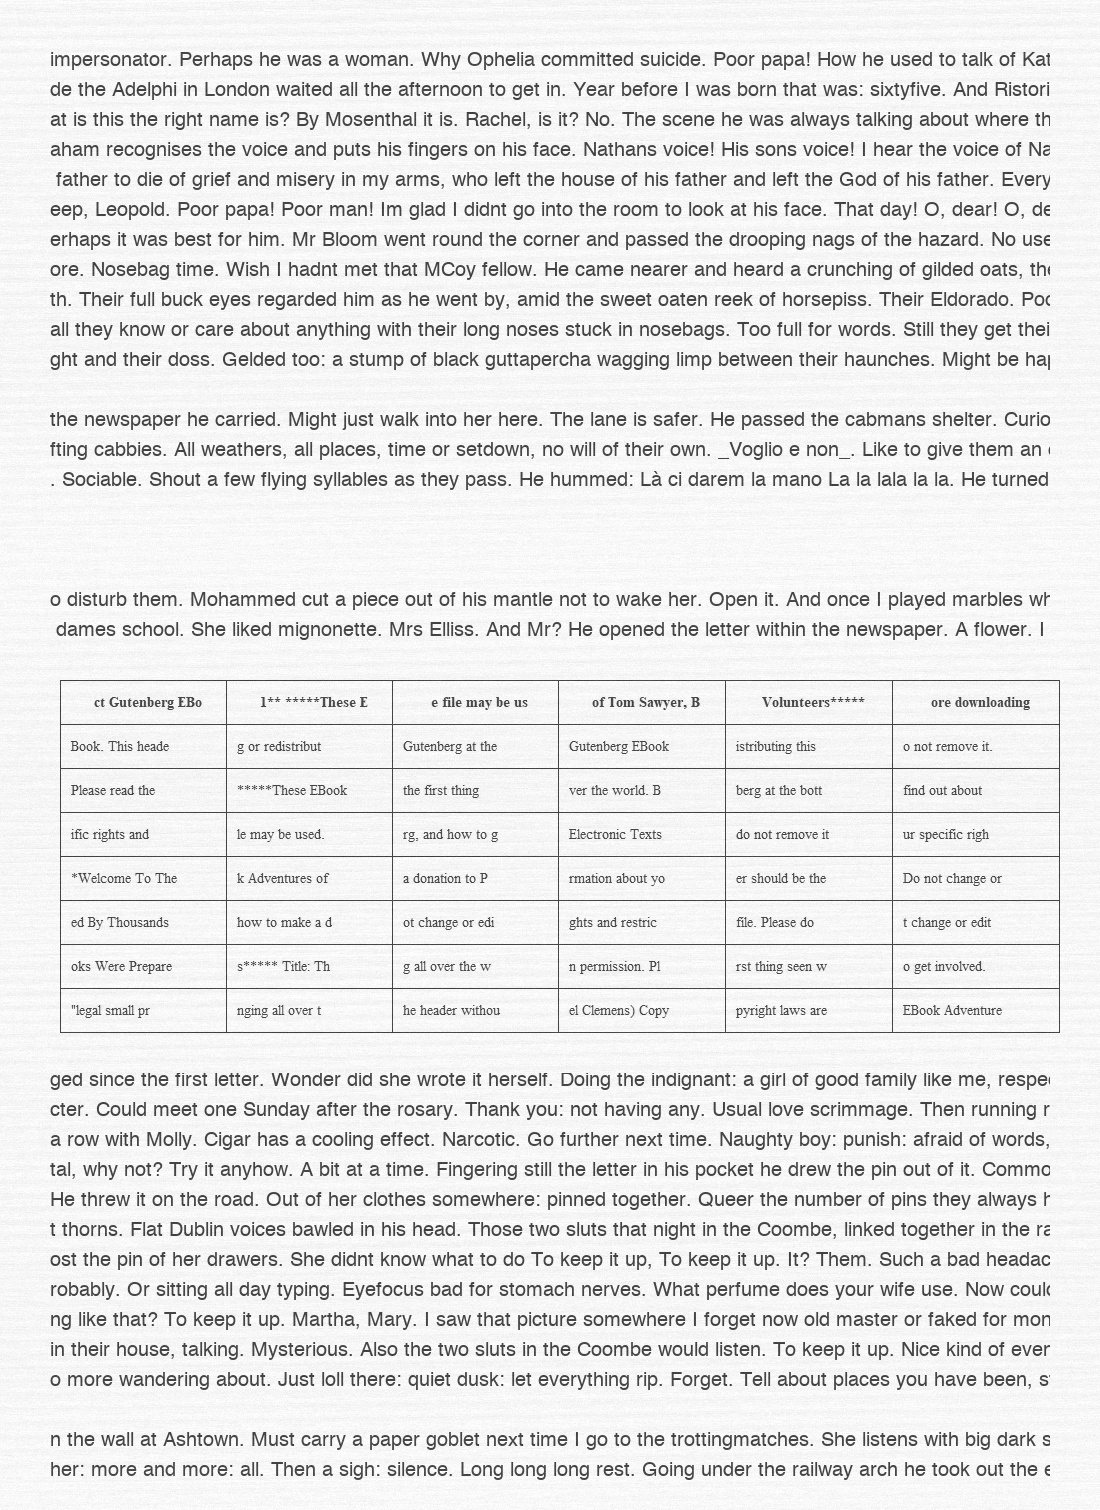 impersonator. Perhaps he was a woman. Why Ophelia committed suicide. Poor papa! How he used to talk of Kat
de the Adelphi in London waited all the afternoon to get in. Year before I was born that was: sixtyfive. And Ristori
at is this the right name is? By Mosenthal it is. Rachel, is it? No. The scene he was always talking about where th
aham recognises the voice and puts his fingers on his face. Nathans voice! His sons voice! I hear the voice of Na
father to die of grief and misery in my arms, who left the house of his father and left the God of his father. Every
eep, Leopold. Poor papa! Poor man! Im glad I didnt go into the room to look at his face. That day! O, dear! O, de
erhaps it was best for him. Mr Bloom went round the corner and passed the drooping nags of the hazard. No use
ore. Nosebag time. Wish I hadnt met that MCoy fellow. He came nearer and heard a crunching of gilded oats, the
th. Their full buck eyes regarded him as he went by, amid the sweet oaten reek of horsepiss. Their Eldorado. Poo
all they know or care about anything with their long noses stuck in nosebags. Too full for words. Still they get thei
ght and their doss. Gelded too: a stump of black guttapercha wagging limp between their haunches. Might be hap
the newspaper he carried. Might just walk into her here. The lane is safer. He passed the cabmans shelter. Curio
fting cabbies. All weathers, all places, time or setdown, no will of their own. _Voglio e non_. Like to give them an
. Sociable. Shout a few flying syllables as they pass. He hummed: Là ci darem la mano La la lala la la. He turned
o disturb them. Mohammed cut a piece out of his mantle not to wake her. Open it. And once I played marbles wh
dames school. She liked mignonette. Mrs Elliss. And Mr? He opened the letter within the newspaper. A flower. I
ct Gutenberg EBo 1** *****These E e file may be us of Tom Sawyer, B Volunteers***** ore downloading
Book. This heade g or redistribut Gutenberg at the Gutenberg EBook istributing this o not remove it.
Please read the *****These EBook the first thing ver the world. B berg at the bott find out about
ific rights and le may be used. rg, and how to g Electronic Texts do not remove it ur specific righ
*Welcome To The k Adventures of a donation to P rmation about yo er should be the Do not change or
ed By Thousands how to make a d ot change or edi ghts and restric file. Please do t change or edit
oks Were Prepare s***** Title: Th g all over the w n permission. Pl rst thing seen w o get involved.
"legal small pr nging all over t he header withou el Clemens) Copy pyright laws are EBook Adventure
ged since the first letter. Wonder did she wrote it herself. Doing the indignant: a girl of good family like me, respe
cter. Could meet one Sunday after the rosary. Thank you: not having any. Usual love scrimmage. Then running r
a row with Molly. Cigar has a cooling effect. Narcotic. Go further next time. Naughty boy: punish: afraid of words,
tal, why not? Try it anyhow. A bit at a time. Fingering still the letter in his pocket he drew the pin out of it. Commo
He threw it on the road. Out of her clothes somewhere: pinned together. Queer the number of pins they always h
t thorns. Flat Dublin voices bawled in his head. Those two sluts that night in the Coombe, linked together in the ra
ost the pin of her drawers. She didnt know what to do To keep it up, To keep it up. It? Them. Such a bad headac
robably. Or sitting all day typing. Eyefocus bad for stomach nerves. What perfume does your wife use. Now could
ng like that? To keep it up. Martha, Mary. I saw that picture somewhere I forget now old master or faked for mon
in their house, talking. Mysterious. Also the two sluts in the Coombe would listen. To keep it up. Nice kind of even
o more wandering about. Just loll there: quiet dusk: let everything rip. Forget. Tell about places you have been, s
n the wall at Ashtown. Must carry a paper goblet next time I go to the trottingmatches. She listens with big dark s
her: more and more: all. Then a sigh: silence. Long long long rest. Going under the railway arch he took out the e